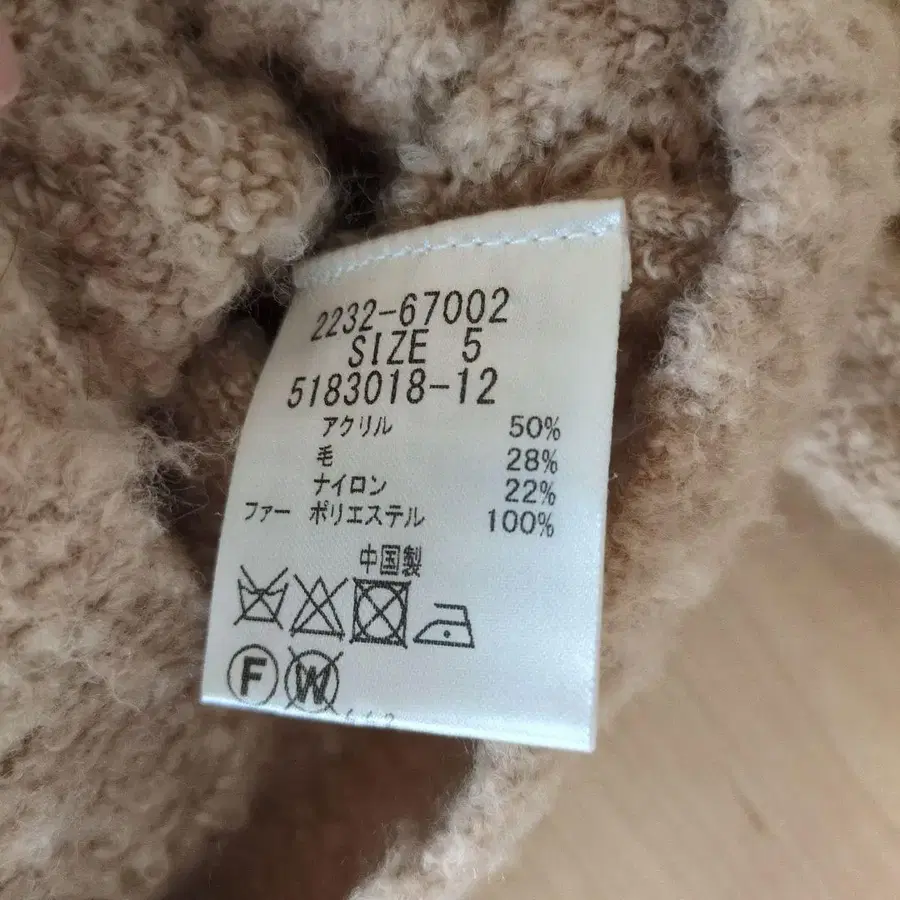 2232-67002
SIZE 5
5183018-12
アクリル 50%
毛 28%
ナイロン 22%
ファー ポリエステル 100%
中国製
F W